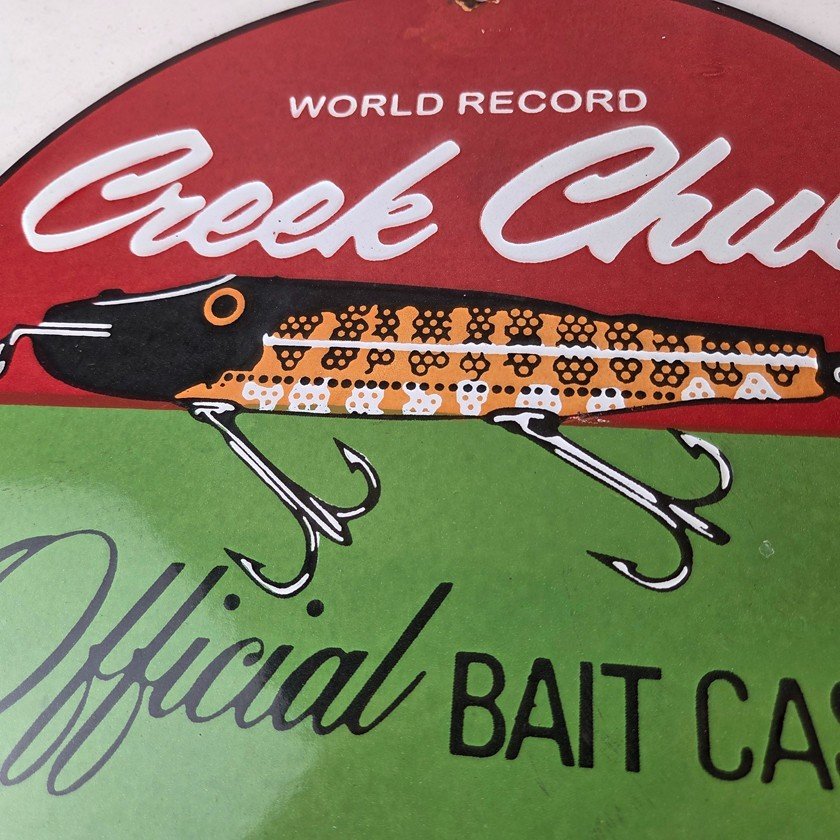 WORLD RECORD
Creek Chu
Official BAIT CAS